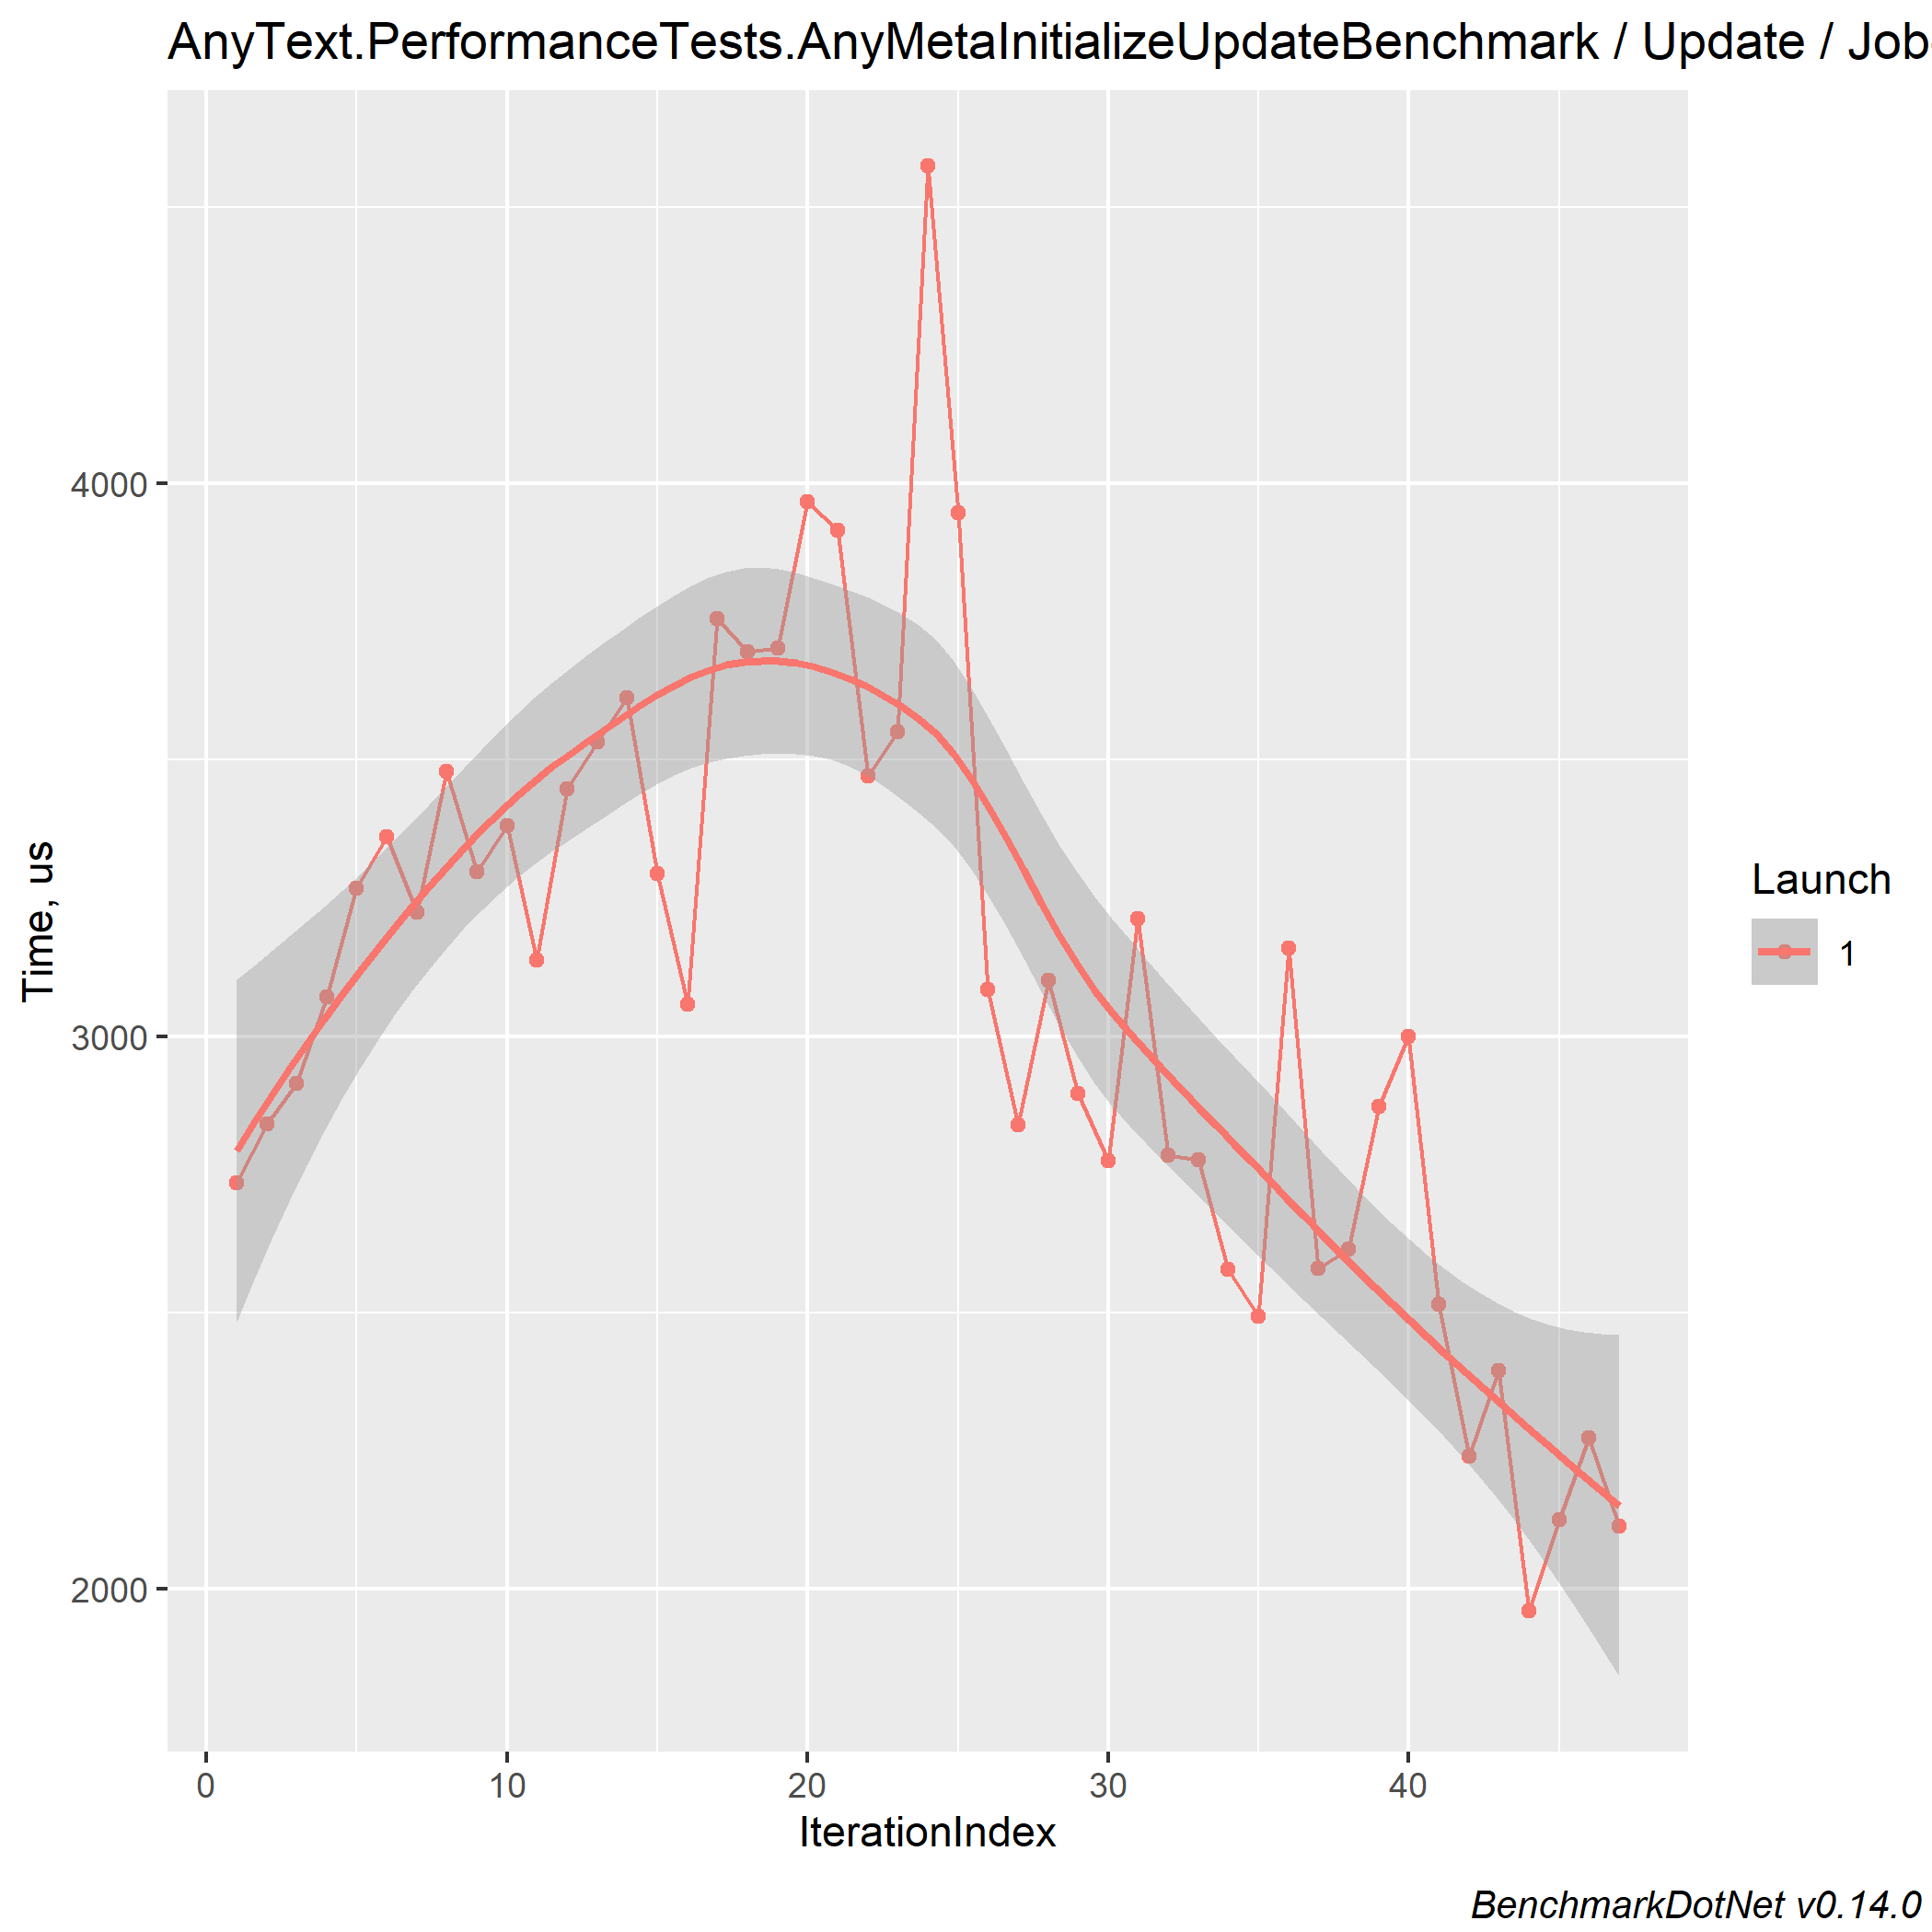 AnyText.PerformanceTests.AnyMetaInitializeUpdateBenchmark / Update / Job
4000
3000
2000
Time, us
0 10 20 30 40
IterationIndex
Launch
1
BenchmarkDotNet v0.14.0